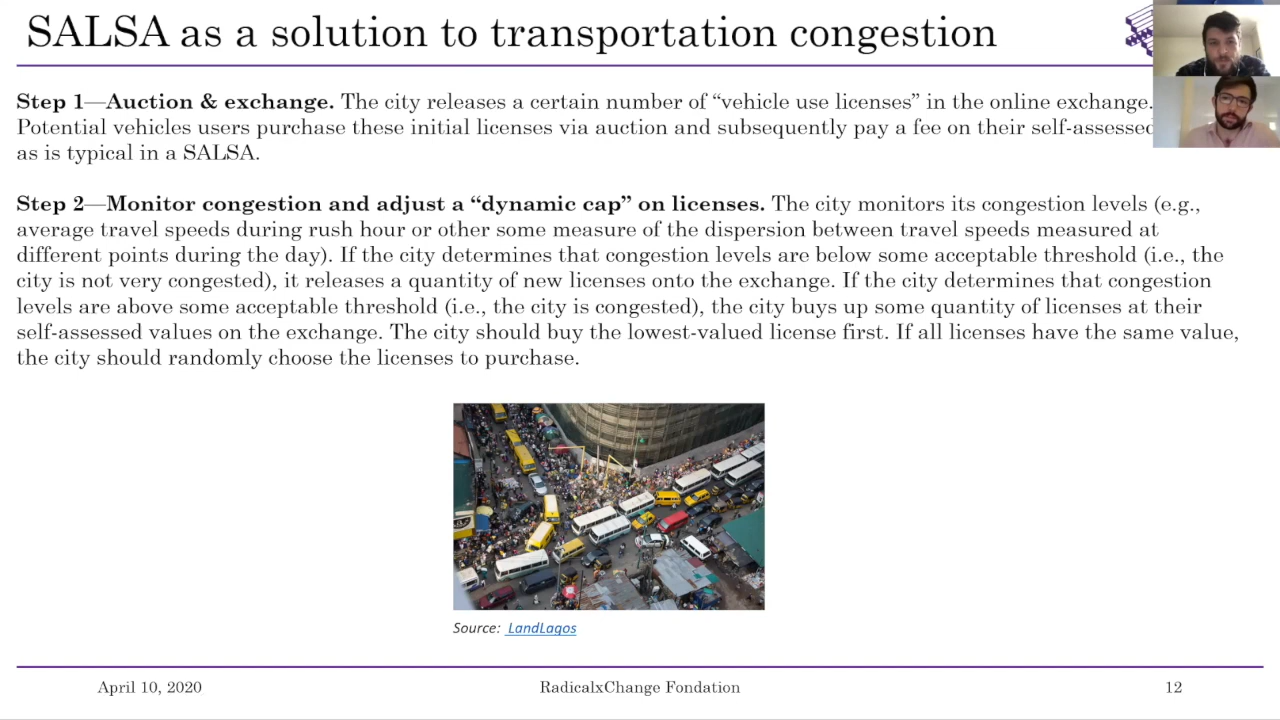 SALSA as a solution to transportation congestion
Step 1—Auction & exchange. The city releases a certain number of “vehicle use licenses” in the online exchange.
Potential vehicles users purchase these initial licenses via auction and subsequently pay a fee on their self-assessed
as is typical in a SALSA.
Step 2—Monitor congestion and adjust a “dynamic cap” on licenses. The city monitors its congestion levels (e.g.,
average travel speeds during rush hour or other some measure of the dispersion between travel speeds measured at
different points during the day). If the city determines that congestion levels are below some acceptable threshold (i.e., the
city is not very congested), it releases a quantity of new licenses onto the exchange. If the city determines that congestion
levels are above some acceptable threshold (i.e., the city is congested), the city buys up some quantity of licenses at their
self-assessed values on the exchange. The city should buy the lowest-valued license first. If all licenses have the same value,
the city should randomly choose the licenses to purchase.
Source: LandLagos
April 10, 2020
RadicalxChange Fondation
12